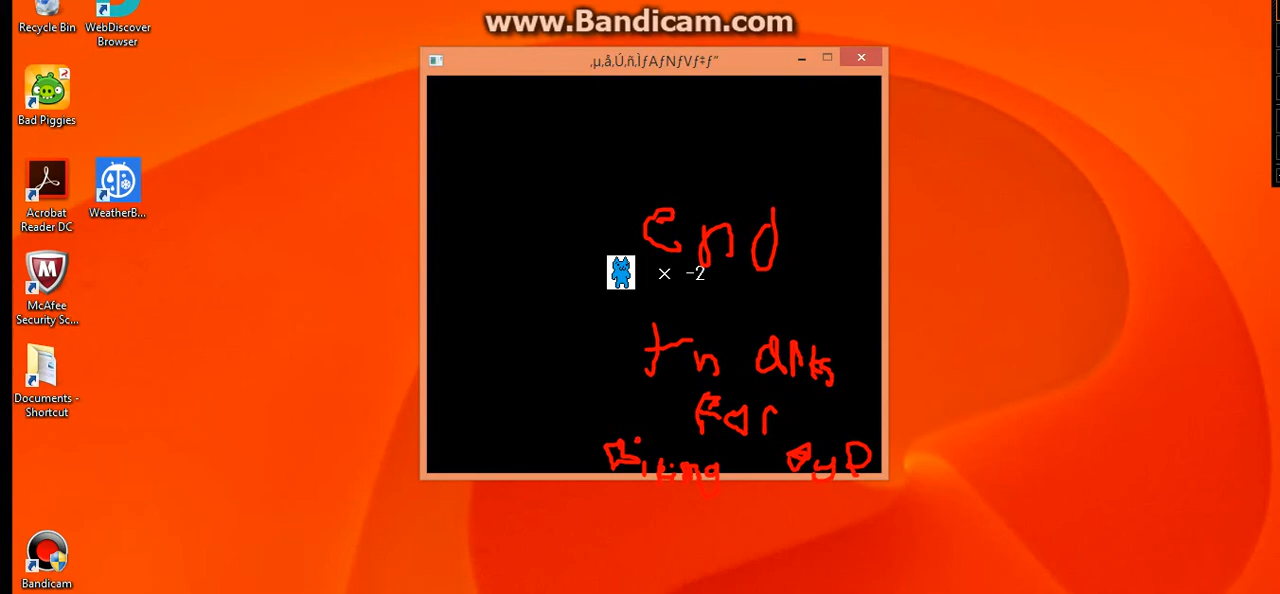 www.Bandicam.com
Recycle Bin
WebDiscover
Browser
Bad Piggies
Acrobat
Reader DC
WeatherB...
McAfee
Security Sc...
Documents -
Shortcut
Bandicam
‚µ‚å‚Ú‚ñ‚ÌƒAƒNƒVƒ‡ƒ“
end
× -2
For